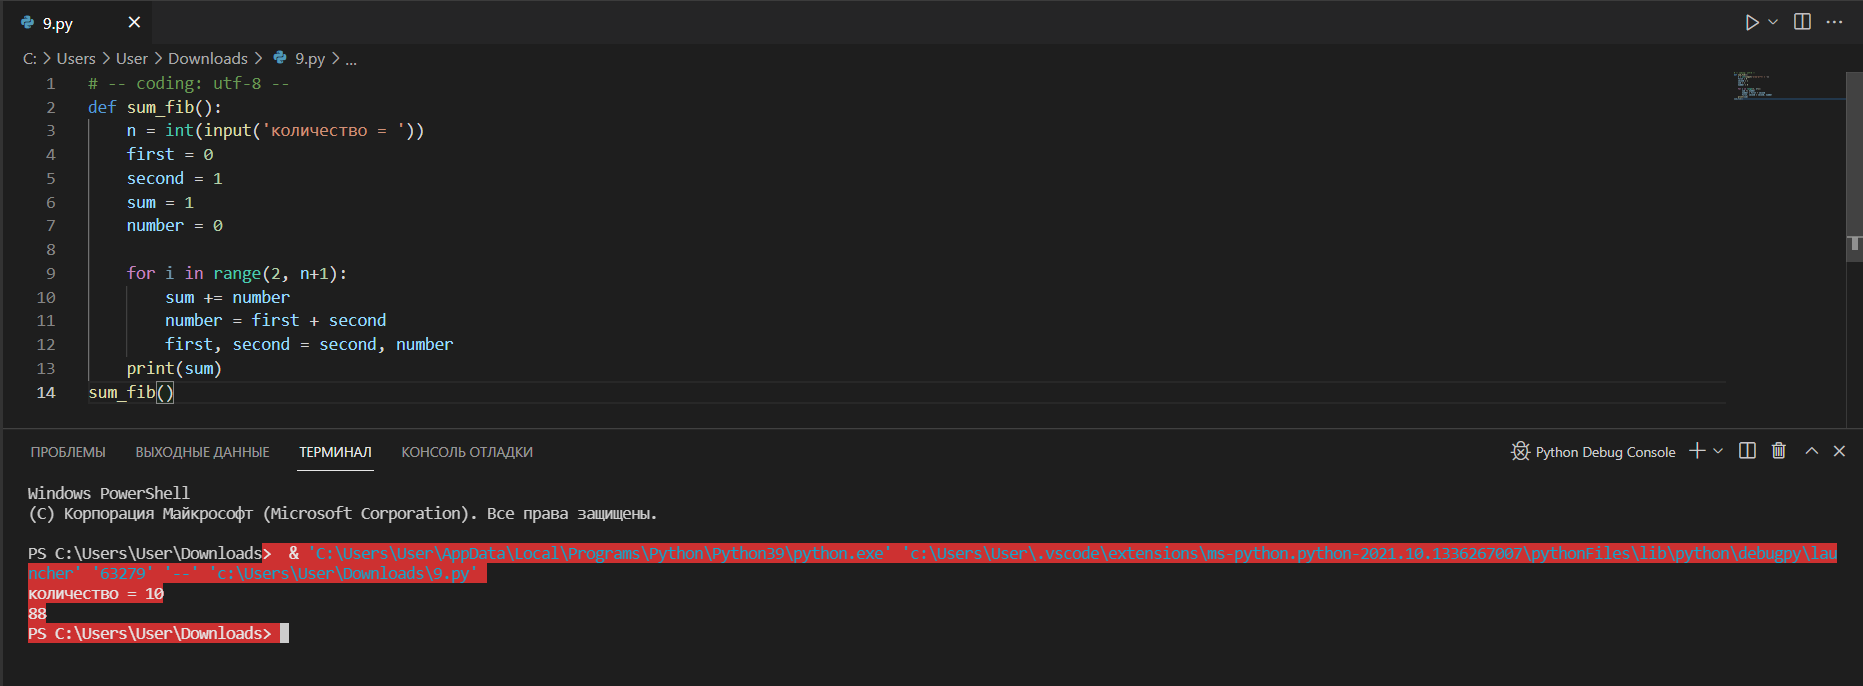 9.py
C: > Users > User > Downloads > 9.py > ...
1 # -- coding: utf-8 --
2 def sum_fib():
3     n = int(input('количество = '))
4     first = 0
5     second = 1
6     sum = 1
7     number = 0
8
9     for i in range(2, n+1):
10         sum += number
11         number = first + second
12         first, second = second, number
13     print(sum)
14 sum_fib()
ПРОБЛЕМЫ ВЫХОДНЫЕ ДАННЫЕ ТЕРМИНАЛ КОНСОЛЬ ОТЛАДКИ Python Debug Console
Windows PowerShell
(C) Корпорация Майкрософт (Microsoft Corporation). Все права защищены.
PS C:\Users\User\Downloads>  & 'C:\Users\User\AppData\Local\Programs\Python\Python39\python.exe' 'c:\Users\User\.vscode\extensions\ms-python.python-2021.10.1336267007\pythonFiles\lib\python\debugpy\lau
ncher' '63279' '--' 'c:\Users\User\Downloads\9.py'
количество = 10
88
PS C:\Users\User\Downloads>